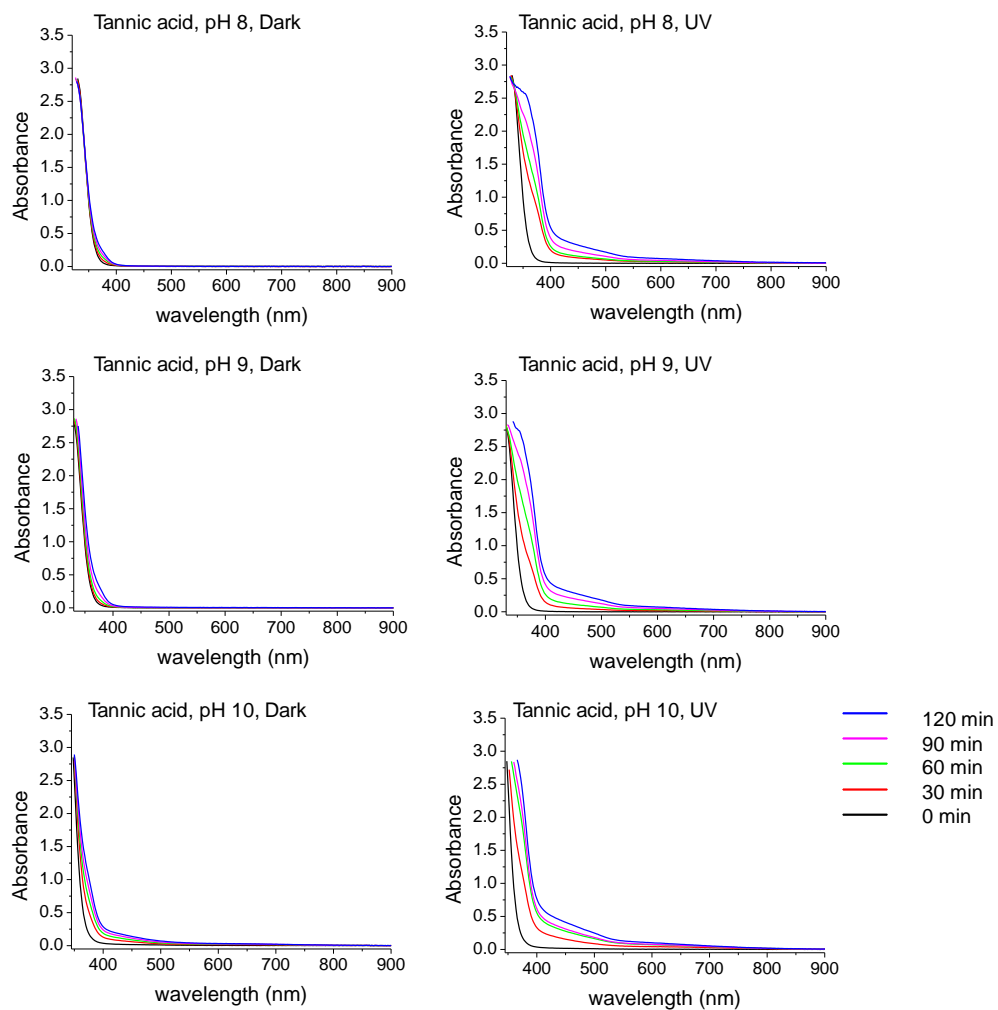 Tannic acid, pH 8, Dark
3.5
3.0
2.5
2.0
1.5
1.0
0.5
0.0
Absorbance
400 500 600 700 800 900
wavelength (nm)
Tannic acid, pH 8, UV
3.5
3.0
2.5
2.0
1.5
1.0
0.5
0.0
Absorbance
400 500 600 700 800 900
wavelength (nm)
Tannic acid, pH 9, Dark
3.5
3.0
2.5
2.0
1.5
1.0
0.5
0.0
Absorbance
400 500 600 700 800 900
wavelength (nm)
Tannic acid, pH 9, UV
3.5
3.0
2.5
2.0
1.5
1.0
0.5
0.0
Absorbance
400 500 600 700 800 900
wavelength (nm)
Tannic acid, pH 10, Dark
3.5
3.0
2.5
2.0
1.5
1.0
0.5
0.0
Absorbance
400 500 600 700 800 900
wavelength (nm)
Tannic acid, pH 10, UV
3.5
3.0
2.5
2.0
1.5
1.0
0.5
0.0
Absorbance
400 500 600 700 800 900
wavelength (nm)
120 min
90 min
60 min
30 min
0 min